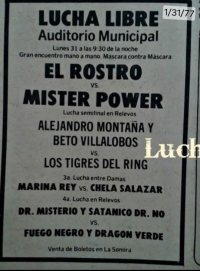 1/31/77
LUCHA LIBRE
Auditorio Municipal
Lunes 31 a las 9:30 de la noche
Gran encuentro mano a mano. Mascara contra Máscara
EL ROSTRO
vs.
MISTER POWER
Lucha semifinal en Relevos
ALEJANDRO MONTAÑA Y
BETO VILLALOBOS
vs.
LOS TIGRES DEL RING
Luch
3a. Lucha entre Damas
MARINA REY vs. CHELA SALAZAR
4a. Lucha en Relevos
DR. MISTERIO Y SATANICO DR. NO
vs.
FUEGO NEGRO Y DRAGON VERDE
Venta de Boletos en La Sonora